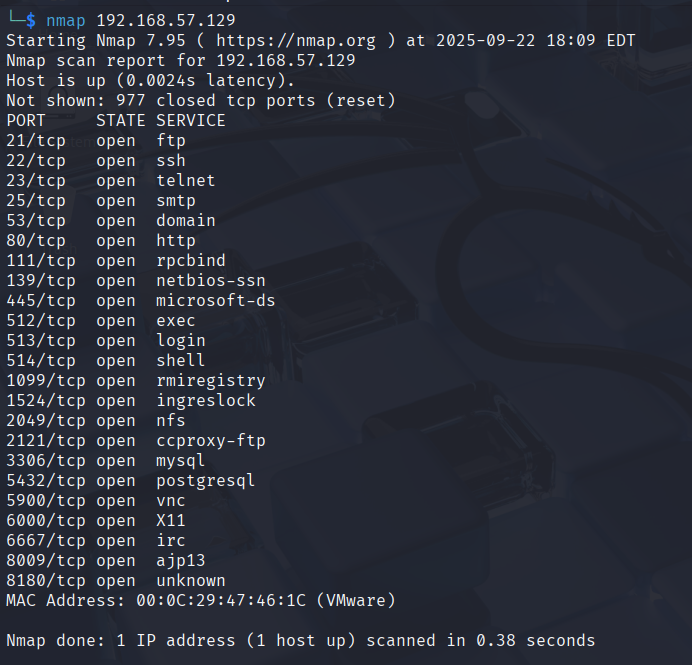 └─$ nmap 192.168.57.129
Starting Nmap 7.95 ( https://nmap.org ) at 2025-09-22 18:09 EDT
Nmap scan report for 192.168.57.129
Host is up (0.0024s latency).
Not shown: 977 closed tcp ports (reset)
PORT     STATE SERVICE
21/tcp   open  ftp
22/tcp   open  ssh
23/tcp   open  telnet
25/tcp   open  smtp
53/tcp   open  domain
80/tcp   open  http
111/tcp  open  rpcbind
139/tcp  open  netbios-ssn
445/tcp  open  microsoft-ds
512/tcp  open  exec
513/tcp  open  login
514/tcp  open  shell
1099/tcp open  rmiregistry
1524/tcp open  ingreslock
2049/tcp open  nfs
2121/tcp open  ccproxy-ftp
3306/tcp open  mysql
5432/tcp open  postgresql
5900/tcp open  vnc
6000/tcp open  X11
6667/tcp open  irc
8009/tcp open  ajp13
8180/tcp open  unknown
MAC Address: 00:0C:29:47:46:1C (VMware)
Nmap done: 1 IP address (1 host up) scanned in 0.38 seconds